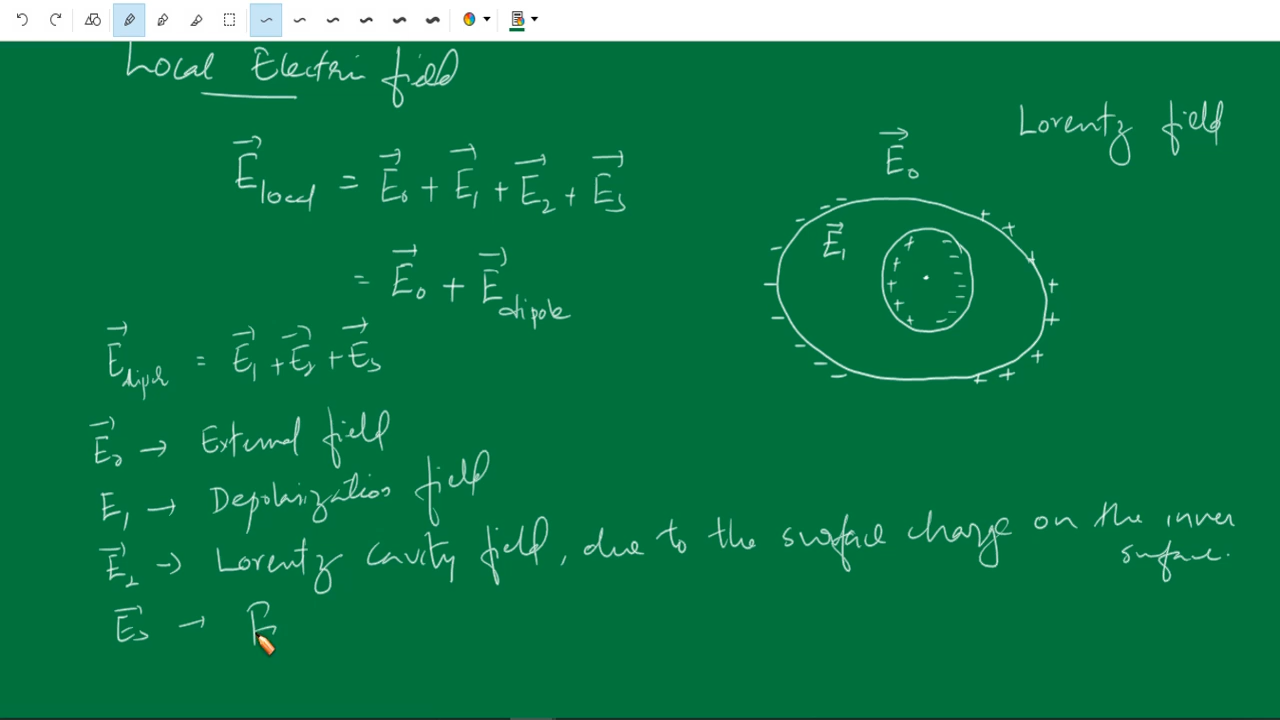 Local Electric field
Lorentz field
E⃗₀
E⃗local = E⃗₀ + E⃗₁ + E⃗₂ + E⃗₃
E⃗₁
= E⃗₀ + E⃗dipole
E⃗dipole = E⃗₁ + E⃗₂ + E⃗₃
E⃗₀ → External field
E₁ → Depolarization field
E⃗₂ → Lorentz cavity field, due to the surface charge on the inner
surface.
E⃗₃ → F